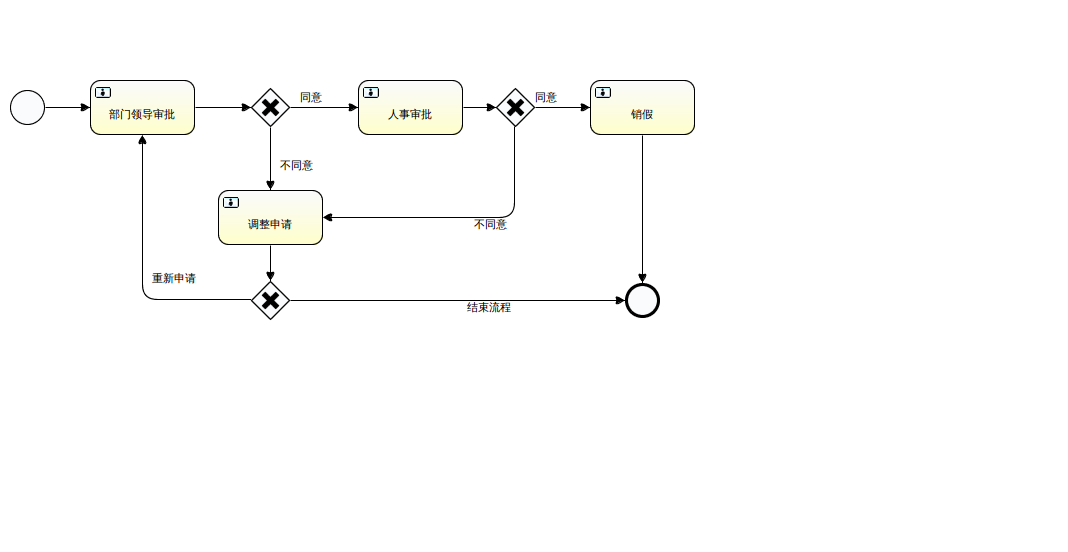 同意
同意
部门领导审批
人事审批
销假
不同意
调整申请
不同意
重新申请
结束流程